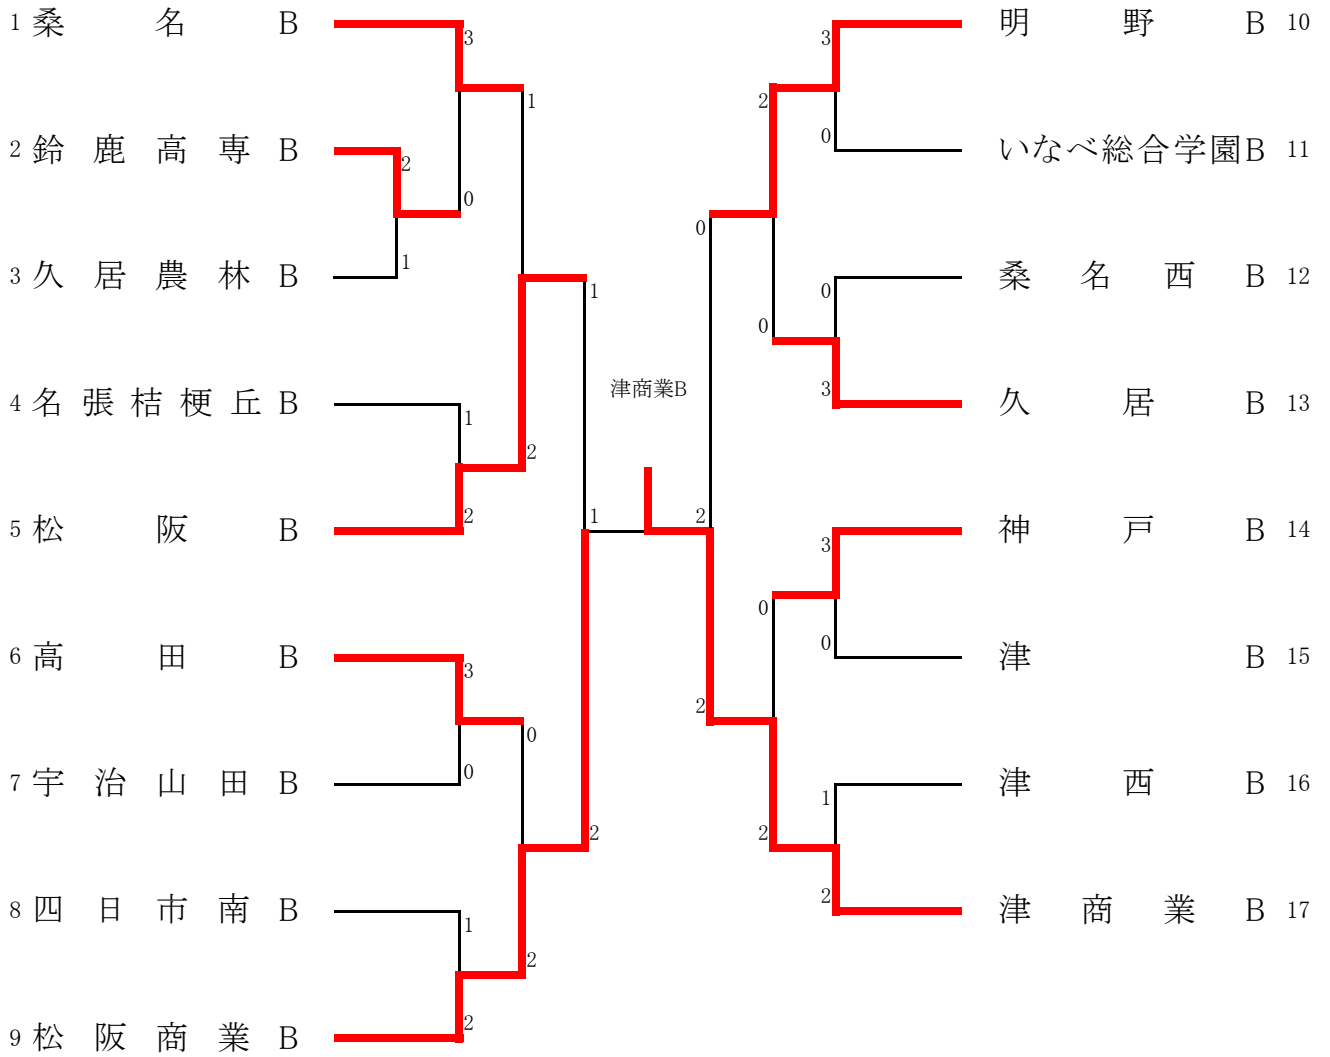 1 桑名 B
3
1
2 鈴鹿高専 B
2
0
3 久居農林 B
1
1
4 名張桔梗丘 B
1
2
5 松阪 B
2
1
6 高田 B
3
0
7 宇治山田 B
0
2
8 四日市南 B
1
2
9 松阪商業 B
2
津商業B
明野 B 10
3
2
いなべ総合学園B 11
0
0
桑名西 B 12
0
0
久居 B 13
3
2
神戸 B 14
3
0
津 B 15
0
2
津西 B 16
1
2
津商業 B 17
2